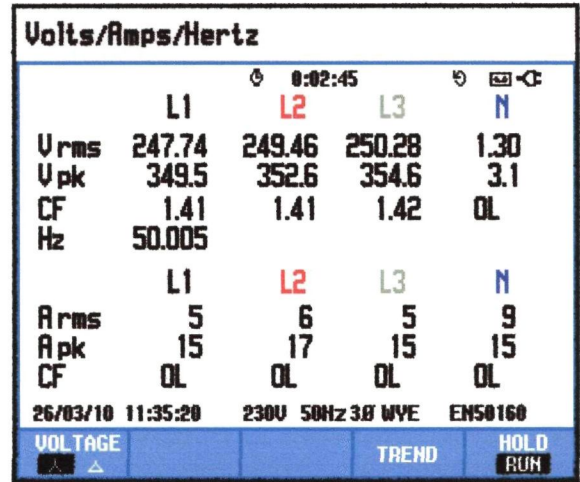 Volts/Amps/Hertz
0:02:45
L1 L2 L3 N
Vrms 247.74 249.46 250.28 1.30
Vpk 349.5 352.6 354.6 3.1
CF 1.41 1.41 1.42 OL
Hz 50.005
L1 L2 L3 N
Arms 5 6 5 9
Apk 15 17 15 15
CF OL OL OL OL
26/03/10 11:35:20 230V 50Hz 3Ø WYE EN50160
VOLTAGE TREND HOLD
RUN